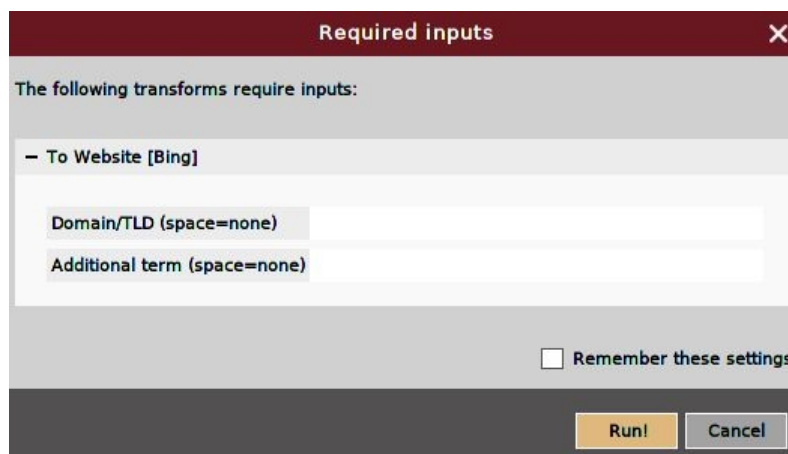 Required inputs
The following transforms require inputs:
To Website [Bing]
Domain/TLD (space=none)
Additional term (space=none)
Remember these settings
Run! Cancel